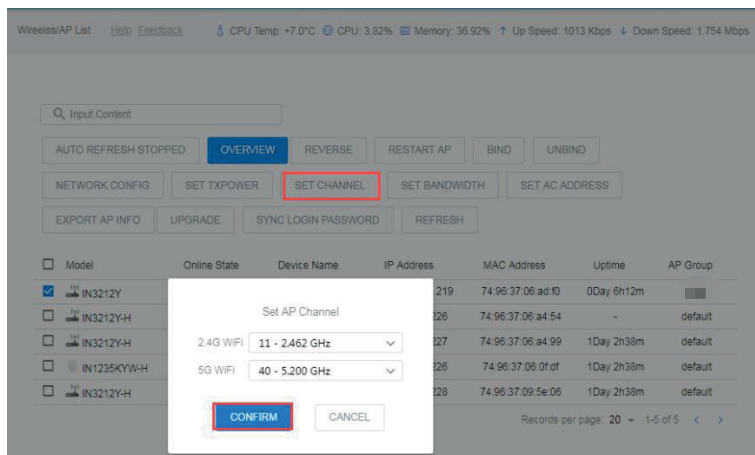 Wireelss/AP List Help Feedback CPU Temp: +7.0°C CPU: 3.82% Memory: 36.92% ↑ Up Speed: 1013 Kbps ↓ Down Speed: 1.754 Mbps
Input Content
AUTO REFRESH STOPPED OVERVIEW REVERSE RESTART AP BIND UNBIND
NETWORK CONFIG SET TXPOWER SET CHANNEL SET BANDWIDTH SET AC ADDRESS
EXPORT AP INFO UPGRADE SYNC LOGIN PASSWORD REFRESH
Model Online State Device Name IP Address MAC Address Uptime AP Group
IN3212Y .219 74:96:37:06:ad:f0 0Day 6h12m
IN3212Y-H 226 74:96:37:06:a4:54 - default
IN3212Y-H 227 74:96:37:06:a4:99 1Day 2h38m default
IN1235KYW-H 226 74:96:37:06:0f:df 1Day 2h38m default
IN3212Y-H 228 74:96:37:09:5e:06 1Day 2h38m default
Set AP Channel
2.4G WiFi 11 - 2.462 GHz
5G WiFi 40 - 5.200 GHz
CONFIRM CANCEL
Records per page: 20 1-5 of 5 < >